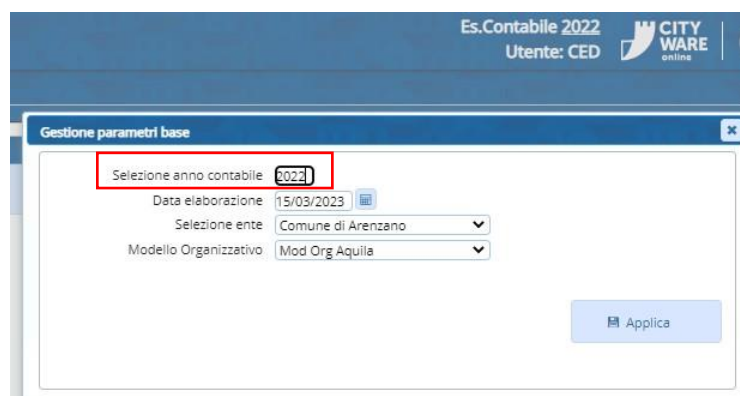 Es.Contabile 2022
Utente: CED
CITY
WARE
online
Gestione parametri base
Selezione anno contabile 2022
Data elaborazione 15/03/2023
Selezione ente Comune di Arenzano
Modello Organizzativo Mod Org Aquila
Applica